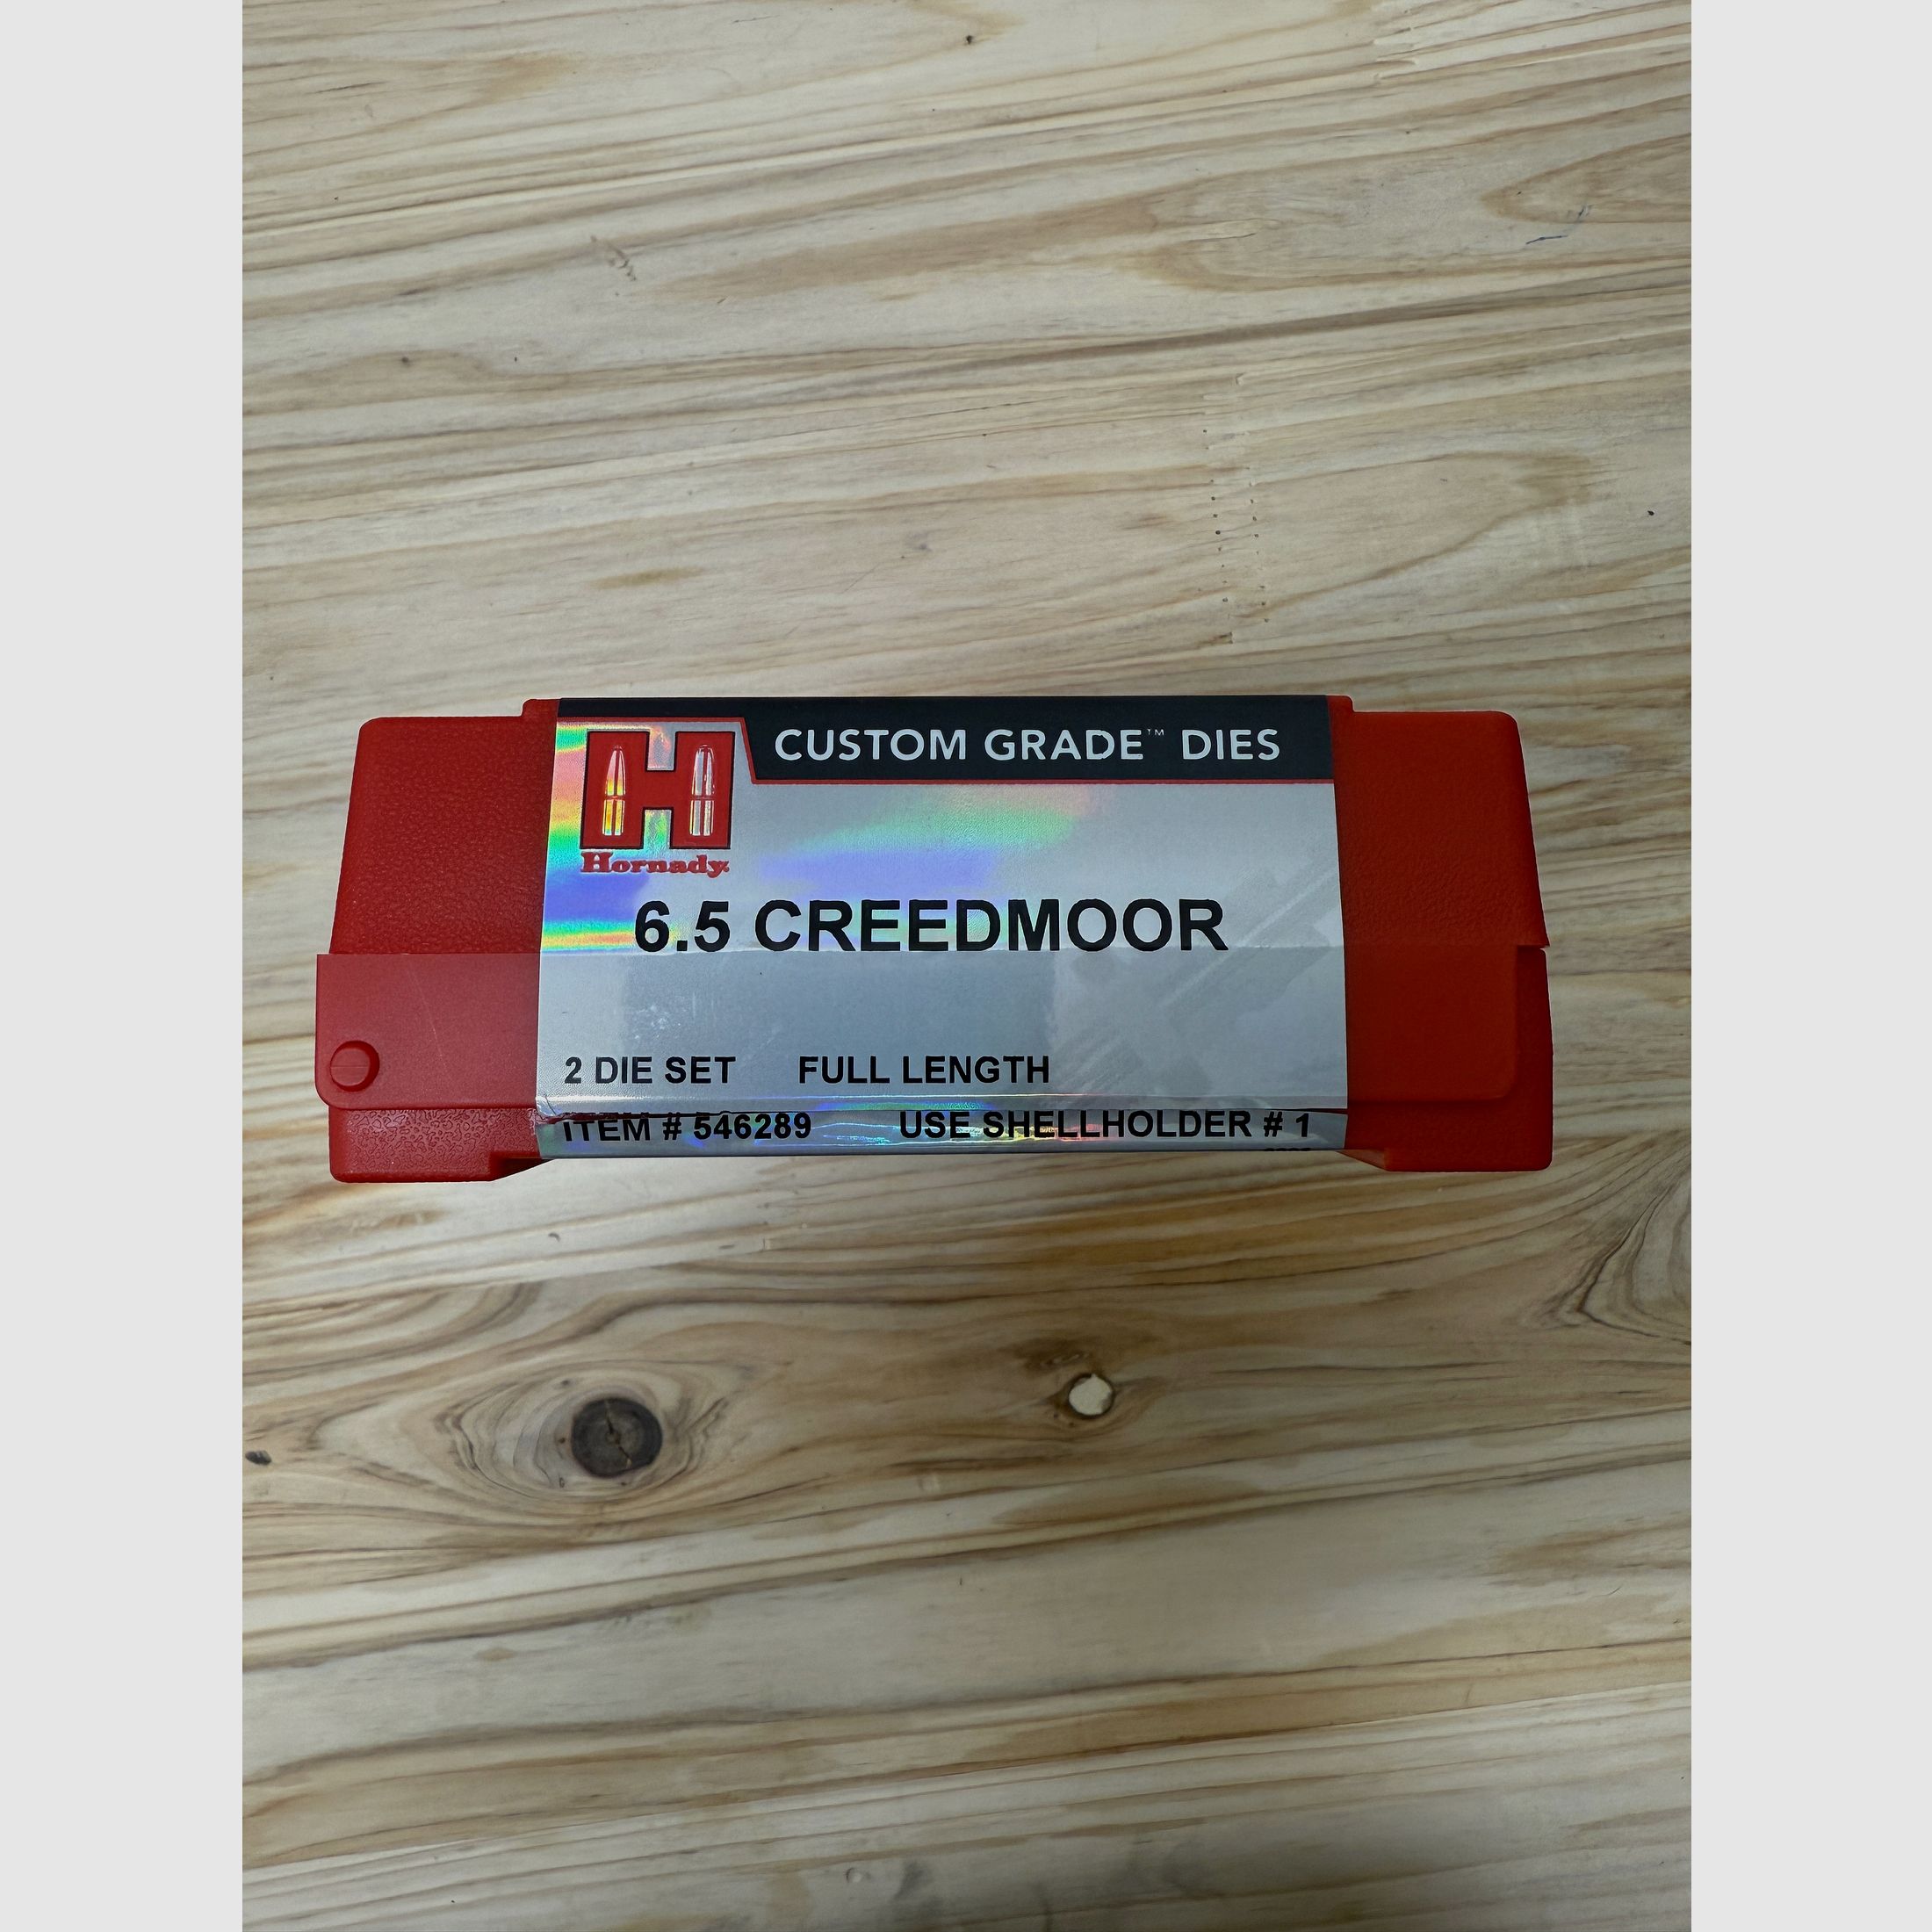 CUSTOM GRADE™ DIES
Hornady
6.5 CREEDMOOR
2 DIE SET FULL LENGTH
ITEM # 546289 USE SHELLHOLDER # 1